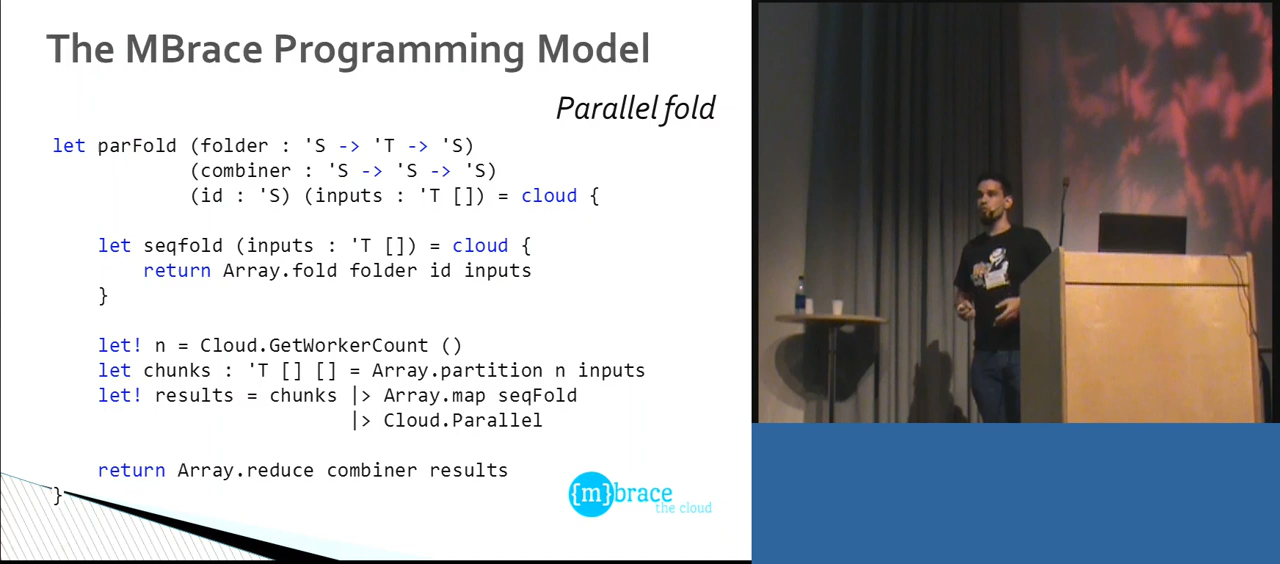 The MBrace Programming Model
Parallel fold
let parFold (folder : 'S -> 'T -> 'S)
(combiner : 'S -> 'S -> 'S)
(id : 'S) (inputs : 'T []) = cloud {
let seqfold (inputs : 'T []) = cloud {
return Array.fold folder id inputs
}
let! n = Cloud.GetWorkerCount ()
let chunks : 'T [] [] = Array.partition n inputs
let! results = chunks |> Array.map seqFold
|> Cloud.Parallel
return Array.reduce combiner results
}
{m}brace
the cloud